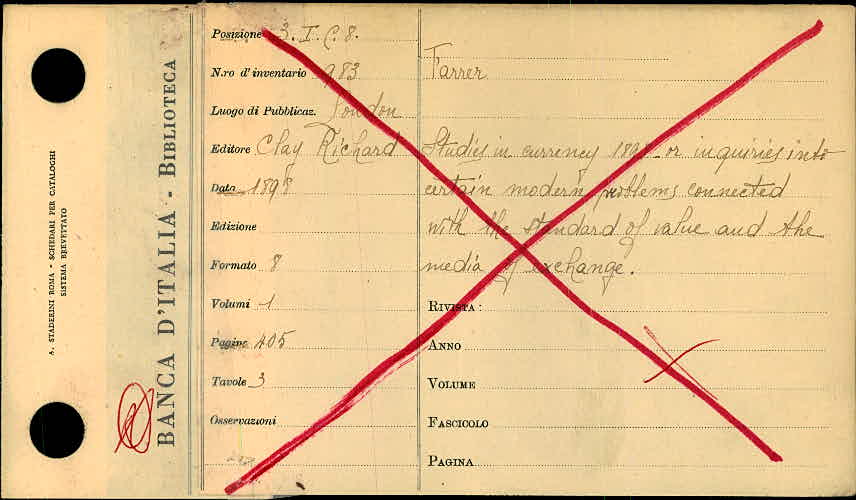 A. STADERINI ROMA - SCHEDARI PER CATALOGHI
SISTEMA BREVETTATO
BANCA D'ITALIA - BIBLIOTECA
Posizione 3. I. C. 8.
N.ro d'inventario 983
Luogo di Pubblicaz. London
Editore Clay Richard
Data 1898
Edizione
Formato 8
Volumi 1
Pagine 405
Tavole 3
Osservazioni
Farrer
Studies in currency 1898 or inquiries into
certain modern problems connected
with the standard of value and the
media of exchange.
RIVISTA:
ANNO
VOLUME
FASCICOLO
PAGINA